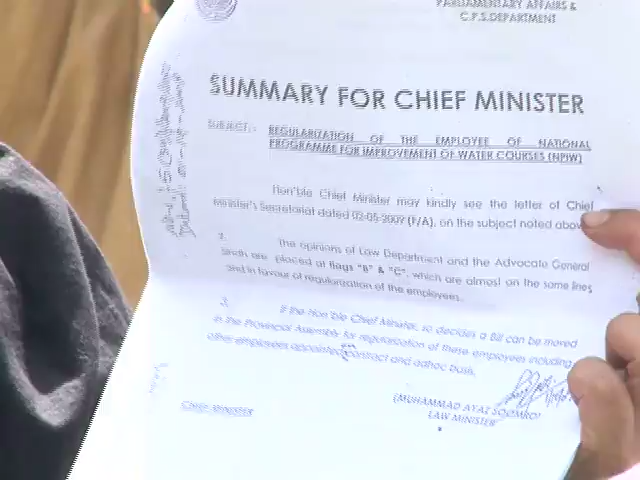 PARLIAMENTARY AFFAIRS &
C.P.S.DEPARTMENT
SUMMARY FOR CHIEF MINISTER
SUBJECT:- REGULARIZATION OF THE EMPLOYEE OF NATIONAL
PROGRAMME FOR IMPROVEMENT OF WATER COURSES (NPIW)
Hon'ble Chief Minister may kindly see the letter of Chief
Minister's Secretariat dated 02-05-2009 (F/A), on the subject noted above
2. The opinions of Law Department and the Advocate General
Sindh are placed at flags "B" & "C", which are almost on the same lines
and in favour of regularization of the employees.
3. If the Hon'ble Chief Minister, so decides a Bill can be moved
in the Provincial Assembly for regularization of these employees including
other employees appointed contract and adhoc basis.
(MUHAMMAD AYAZ SOOMRO)
LAW MINISTER
CHIEF MINISTER